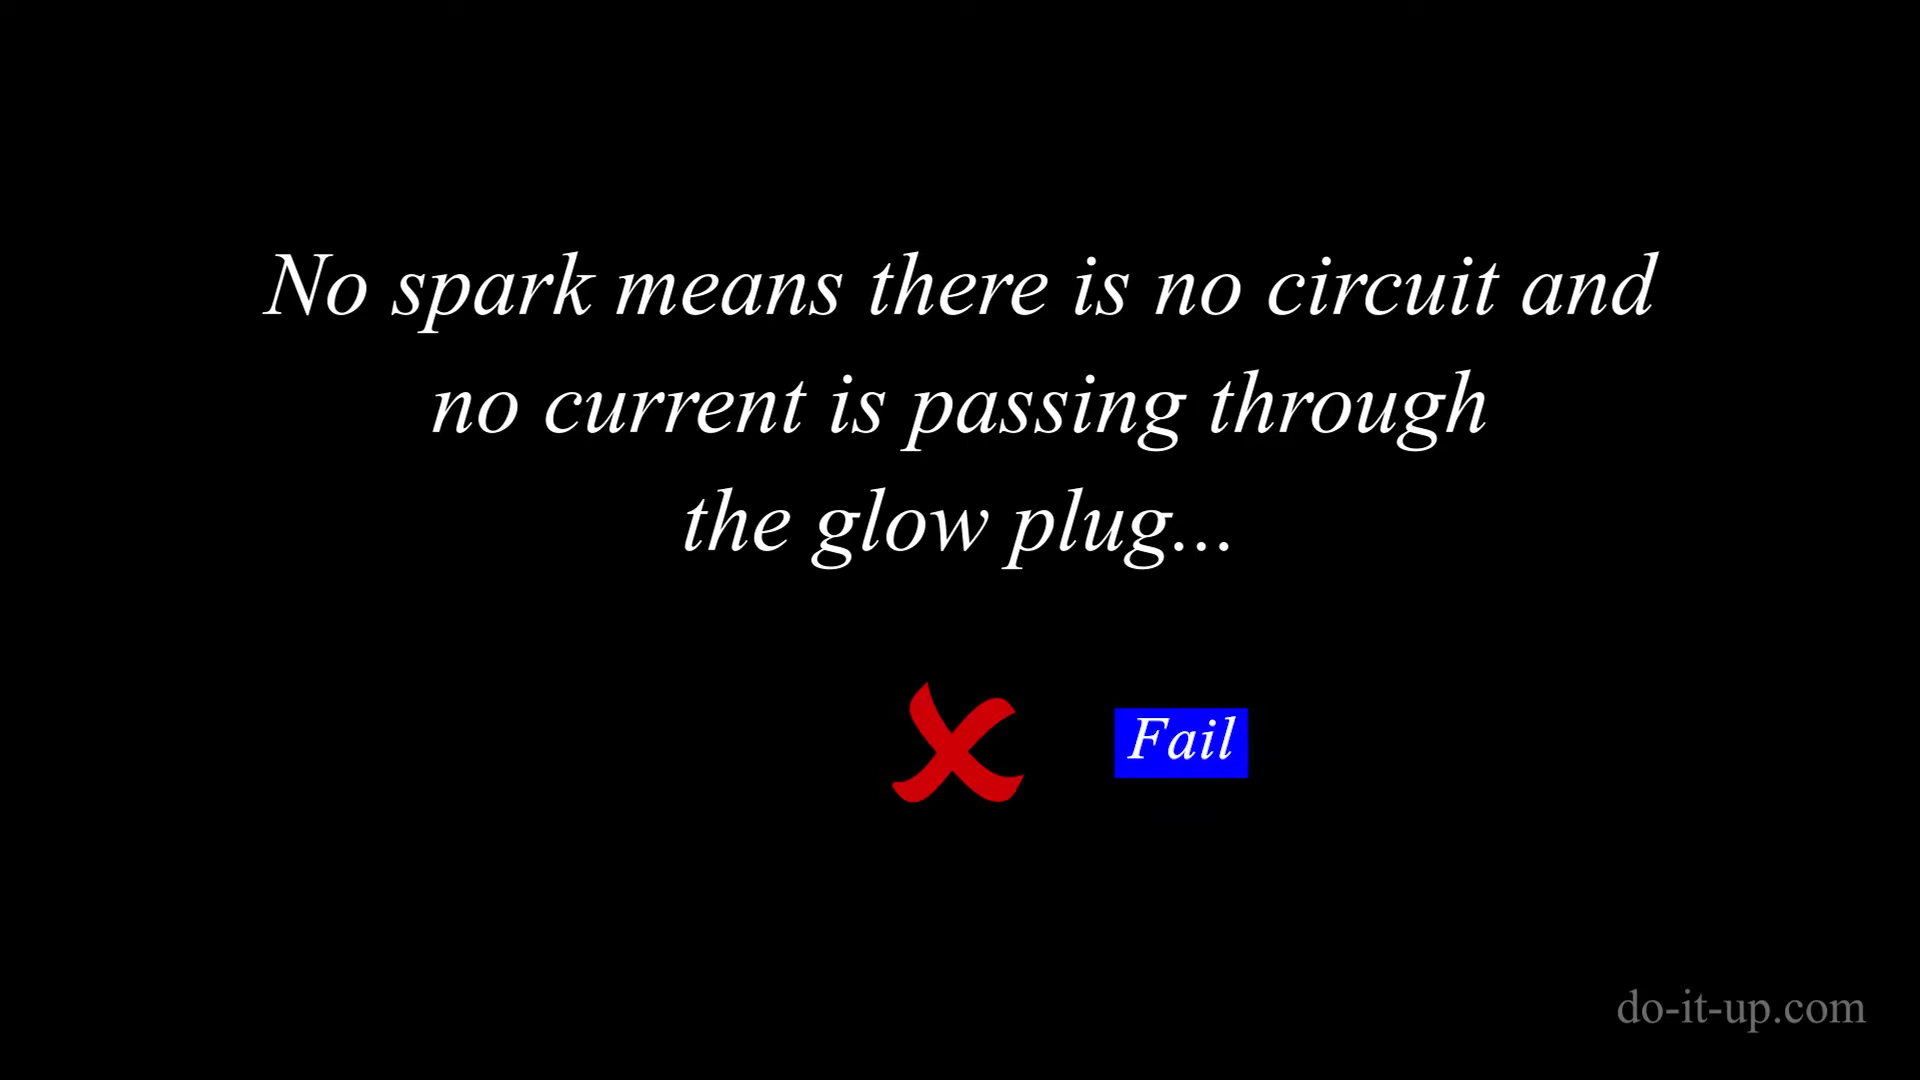 No spark means there is no circuit and
no current is passing through
the glow plug...
Fail
do-it-up.com